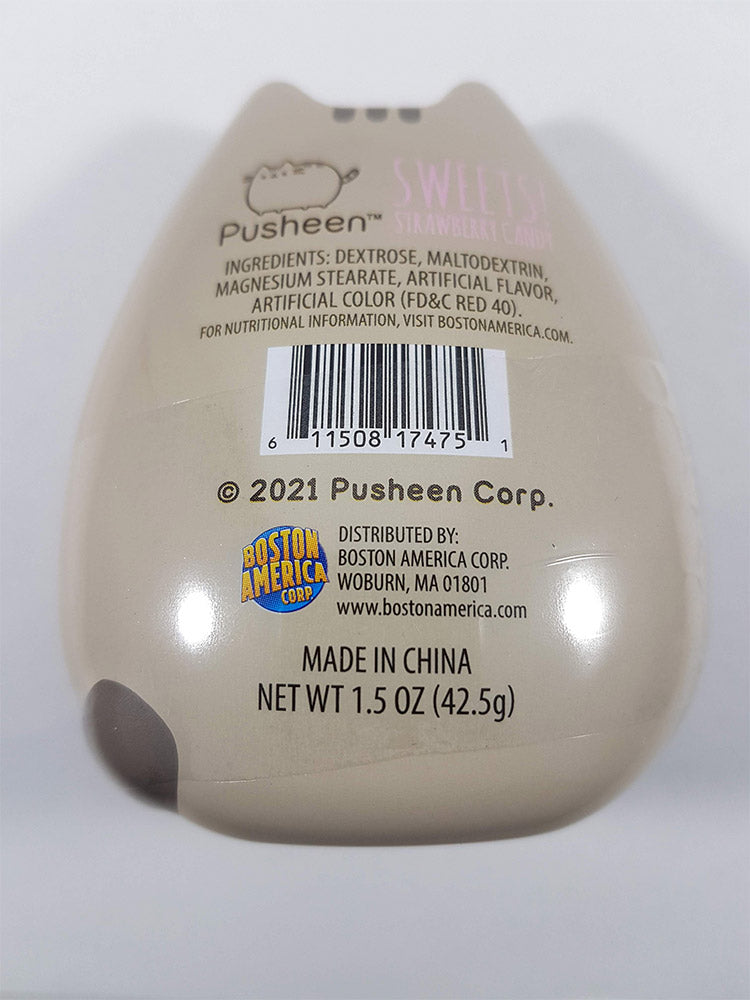 Pusheen™
SWEETS!
STRAWBERRY CANDY
INGREDIENTS: DEXTROSE, MALTODEXTRIN,
MAGNESIUM STEARATE, ARTIFICIAL FLAVOR,
ARTIFICIAL COLOR (FD&C RED 40).
FOR NUTRITIONAL INFORMATION, VISIT BOSTONAMERICA.COM.
6 11508 17475 1
© 2021 Pusheen Corp.
BOSTON
AMERICA
CORP.
DISTRIBUTED BY:
BOSTON AMERICA CORP.
WOBURN, MA 01801
www.bostonamerica.com
MADE IN CHINA
NET WT 1.5 OZ (42.5g)